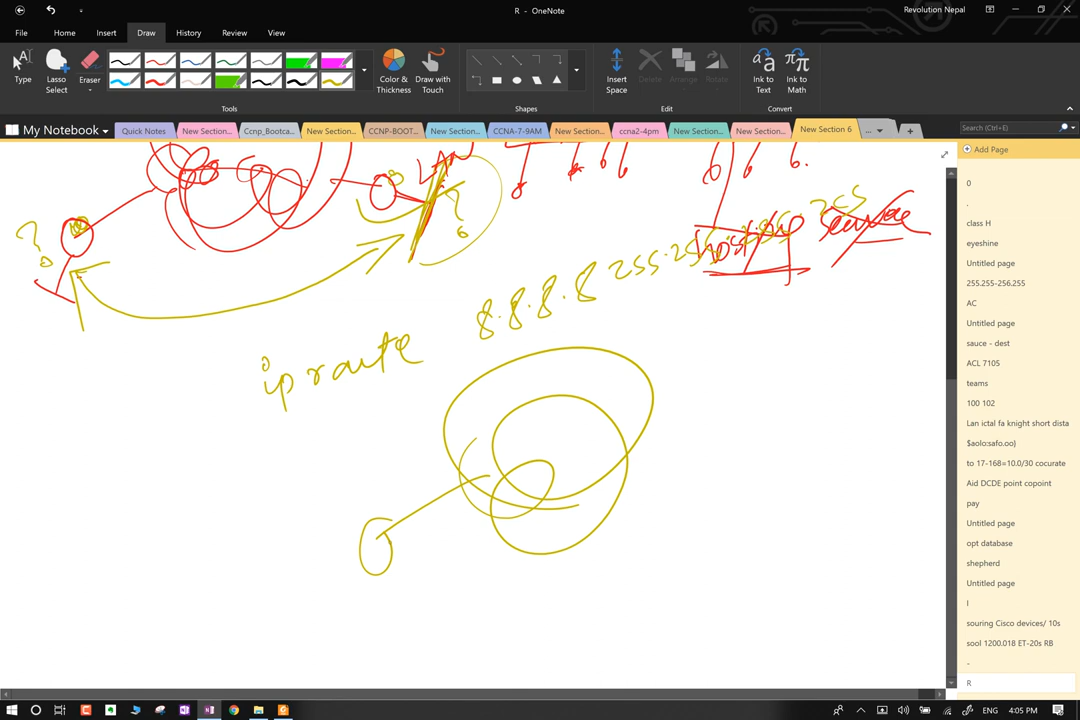 R - OneNote
Revolution Nepal
File Home Insert Draw History Review View
Type
Lasso Select
Eraser
Color & Thickness
Draw with Touch
Insert Space
Delete
Arrange
Rotate
Ink to Text
Ink to Math
Tools
Shapes
Edit
Convert
My Notebook
Quick Notes New Section... Ccnp_Bootca... New Section... CCNP-BOOT... New Section... CCNA-7-9AM New Section... ccna2-4pm New Section... New Section... New Section 6 ...
Search (Ctrl+E)
Add Page
0
.
class H
eyeshine
Untitled page
255.255-256.255
AC
Untitled page
sauce - dest
ACL 7105
teams
100 102
Lan ictal fa knight short dista
$aolo:safo.oo}
to 17-168=10.0/30 cocurate
Aid DCDE point copoint
pay
Untitled page
opt database
shepherd
Untitled page
I
souring Cisco devices/ 10s
sool 1200.018 ET-20s RB
-
R
LAN
ip route 8.8.8.8 255.255.255.255
4:05 PM